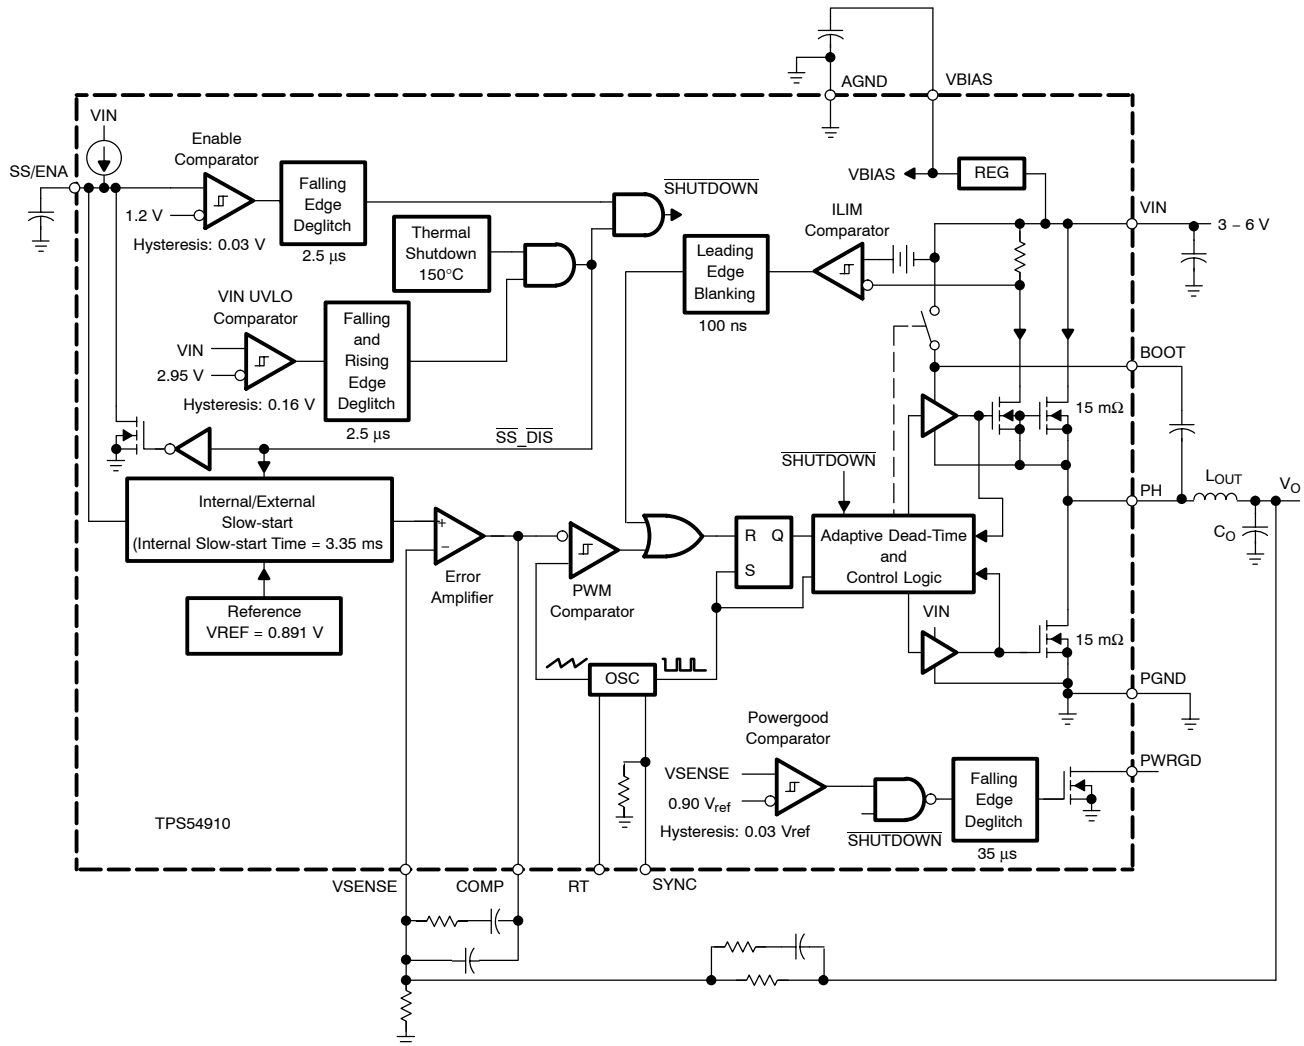 AGND
VBIAS
VIN
Enable
Comparator
SS/ENA
1.2 V
Hysteresis: 0.03 V
Falling
Edge
Deglitch
2.5 μs
SHUTDOWN
Thermal
Shutdown
150°C
VBIAS
REG
ILIM
Comparator
Leading
Edge
Blanking
100 ns
VIN
3 − 6 V
VIN UVLO
Comparator
VIN
2.95 V
Hysteresis: 0.16 V
Falling
and
Rising
Edge
Deglitch
2.5 μs
SS_DIS
BOOT
15 mΩ
SHUTDOWN
PH
LOUT
VO
CO
Internal/External
Slow-start
(Internal Slow-start Time = 3.35 ms
Reference
VREF = 0.891 V
+
−
Error
Amplifier
PWM
Comparator
R Q
S
Adaptive Dead-Time
and
Control Logic
VIN
15 mΩ
OSC
PGND
Powergood
Comparator
VSENSE
0.90 Vref
Hysteresis: 0.03 Vref
SHUTDOWN
Falling
Edge
Deglitch
35 μs
PWRGD
TPS54910
VSENSE
COMP
RT
SYNC